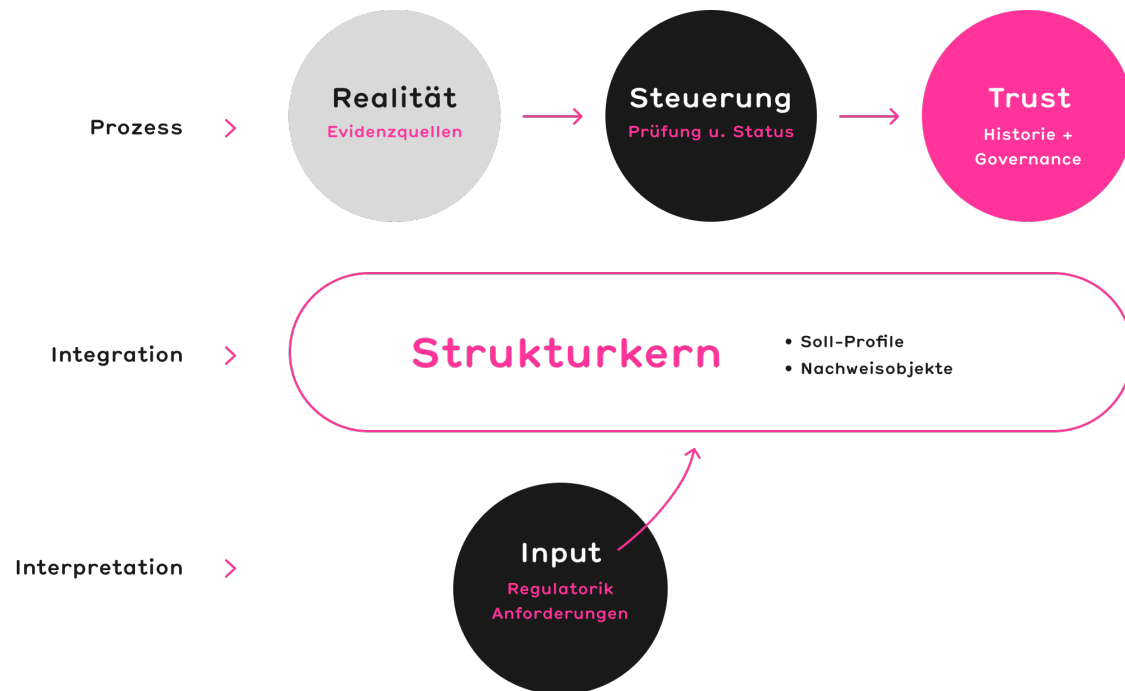 Prozess
Realität
Evidenzquellen
Steuerung
Prüfung u. Status
Trust
Historie +
Governance
Integration
Strukturkern
• Soll-Profile
• Nachweisobjekte
Interpretation
Input
Regulatorik
Anforderungen